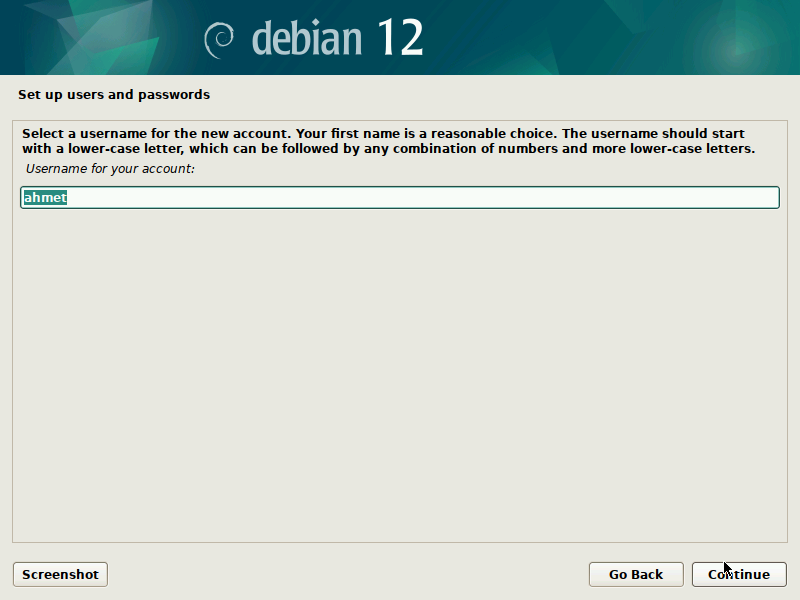 debian 12
Set up users and passwords
Select a username for the new account. Your first name is a reasonable choice. The username should start
with a lower-case letter, which can be followed by any combination of numbers and more lower-case letters.
Username for your account:
ahmet
Screenshot
Go Back
Continue